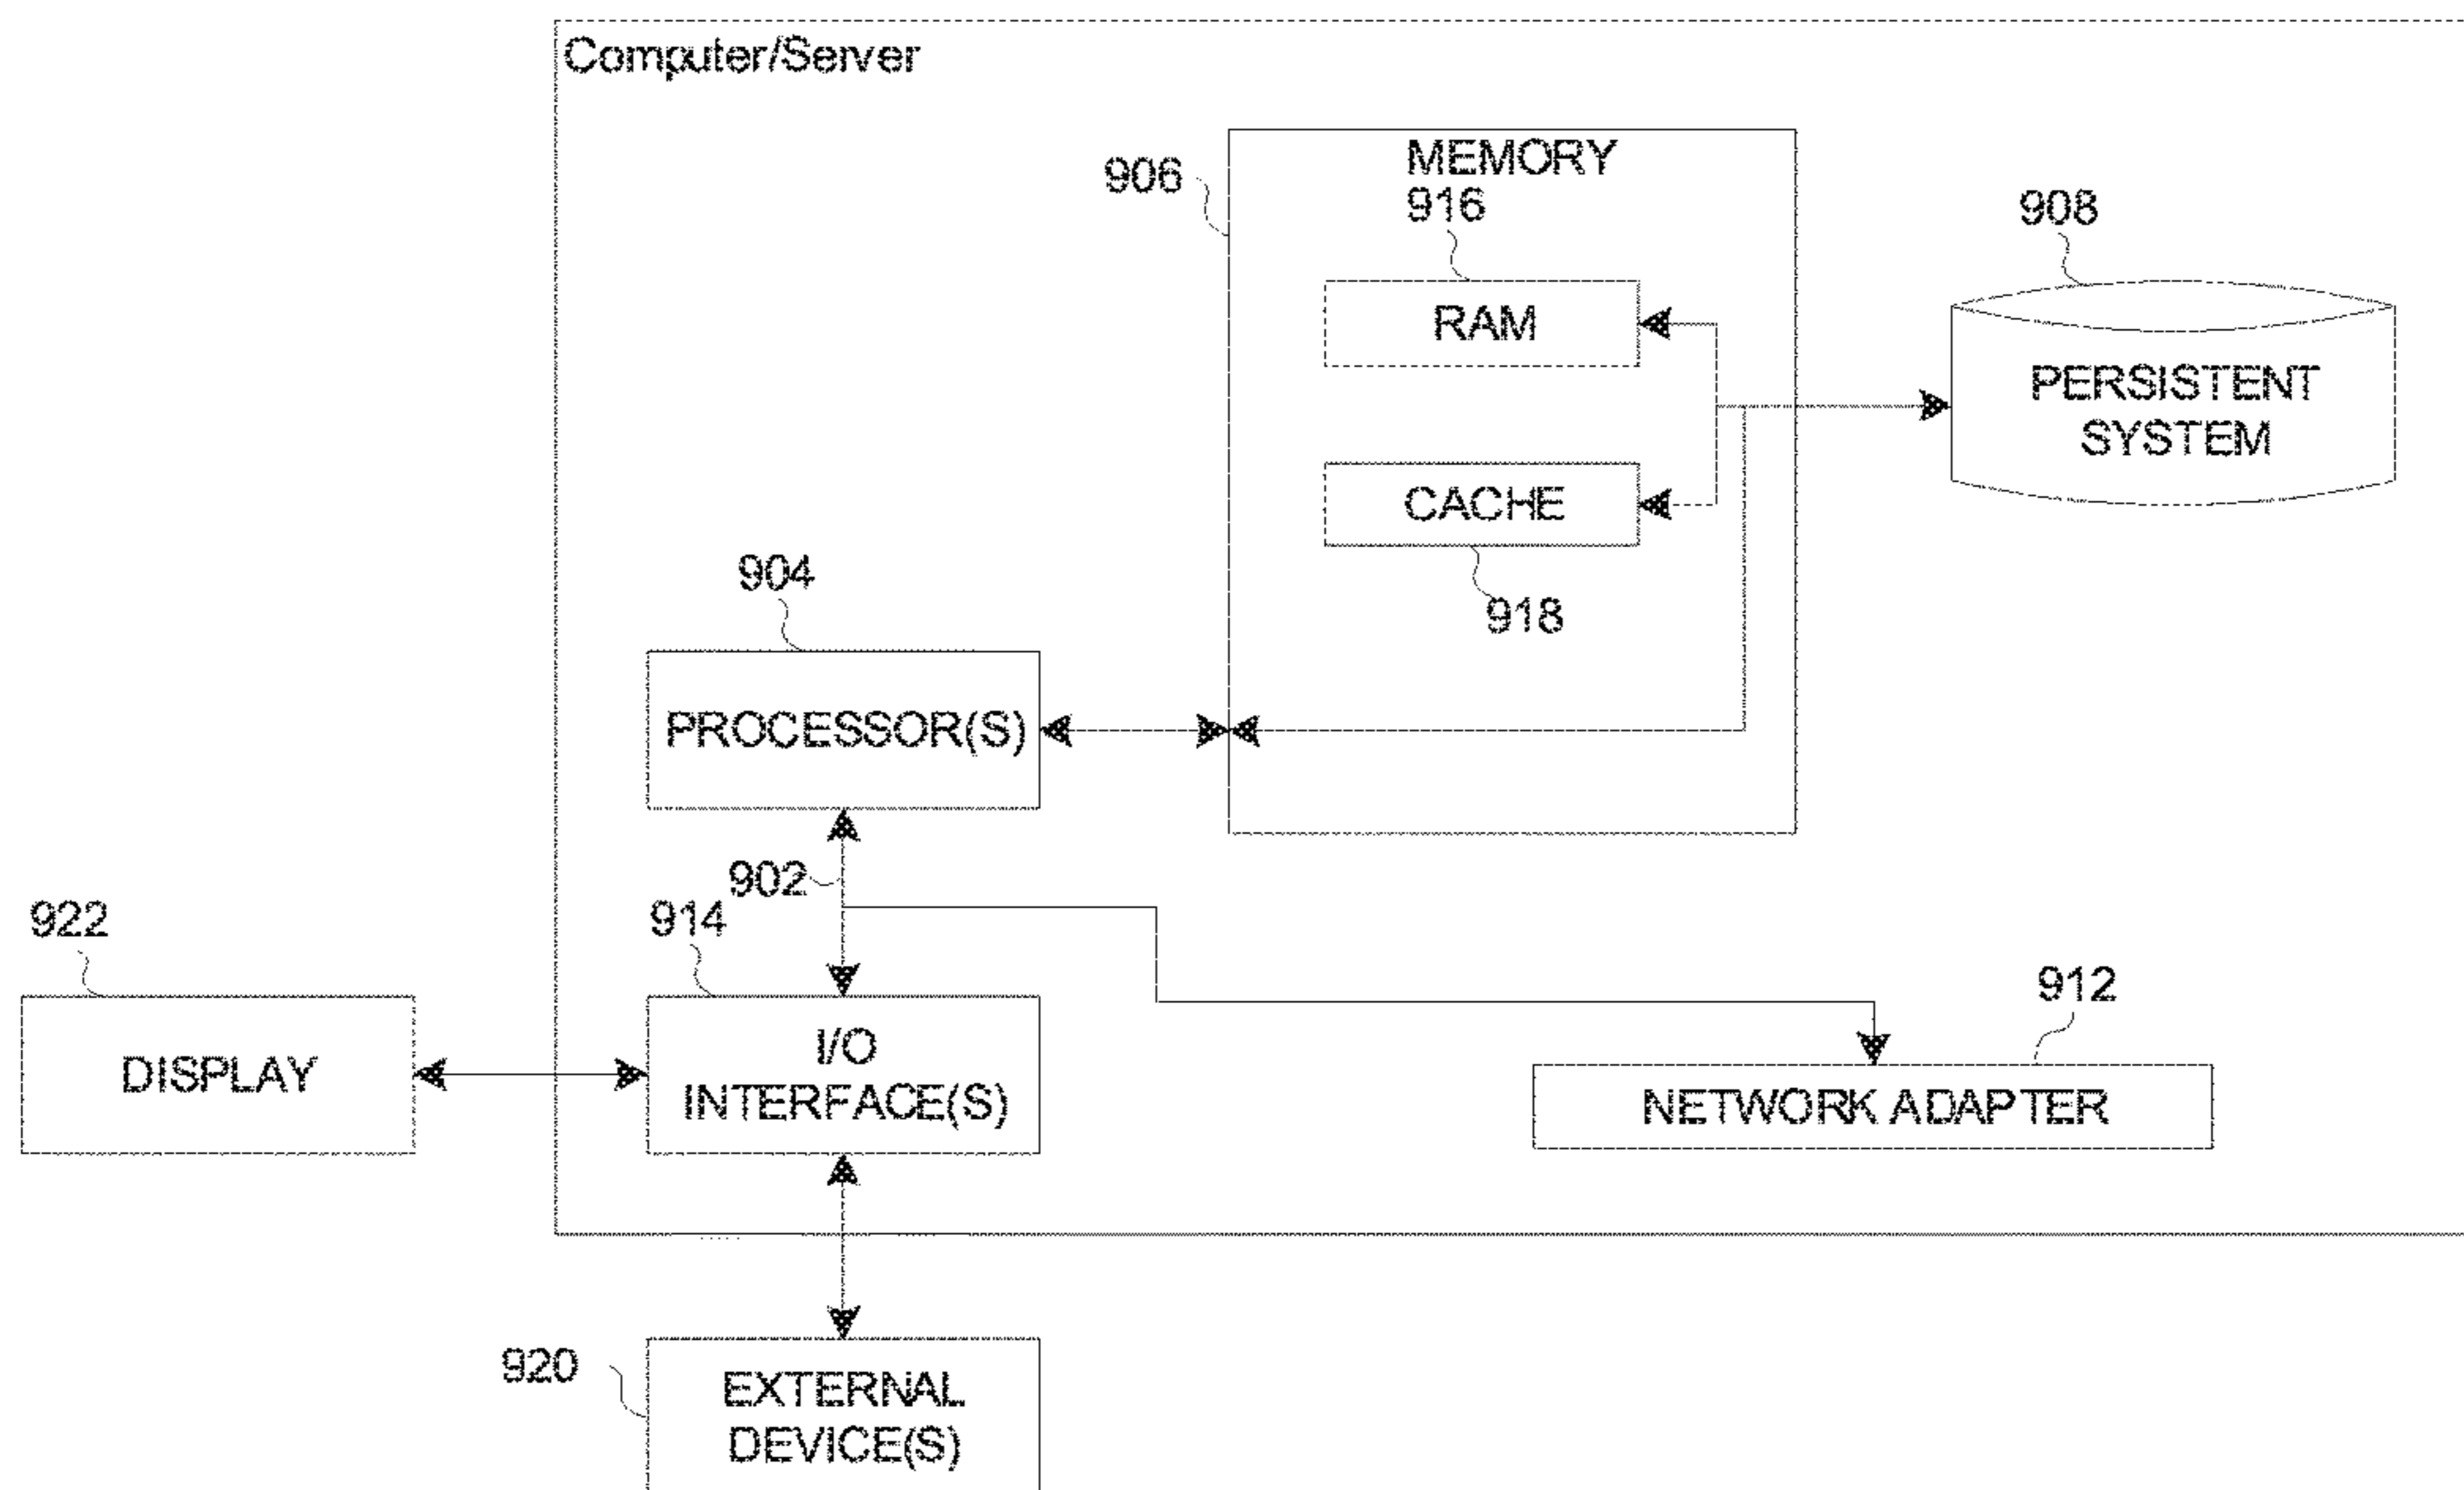 Computer/Server
MEMORY
906
916
908
RAM
PERSISTENT
SYSTEM
CACHE
918
904
PROCESSOR(S)
902
914
922
912
I/O
INTERFACE(S)
DISPLAY
NETWORK ADAPTER
920
EXTERNAL
DEVICE(S)